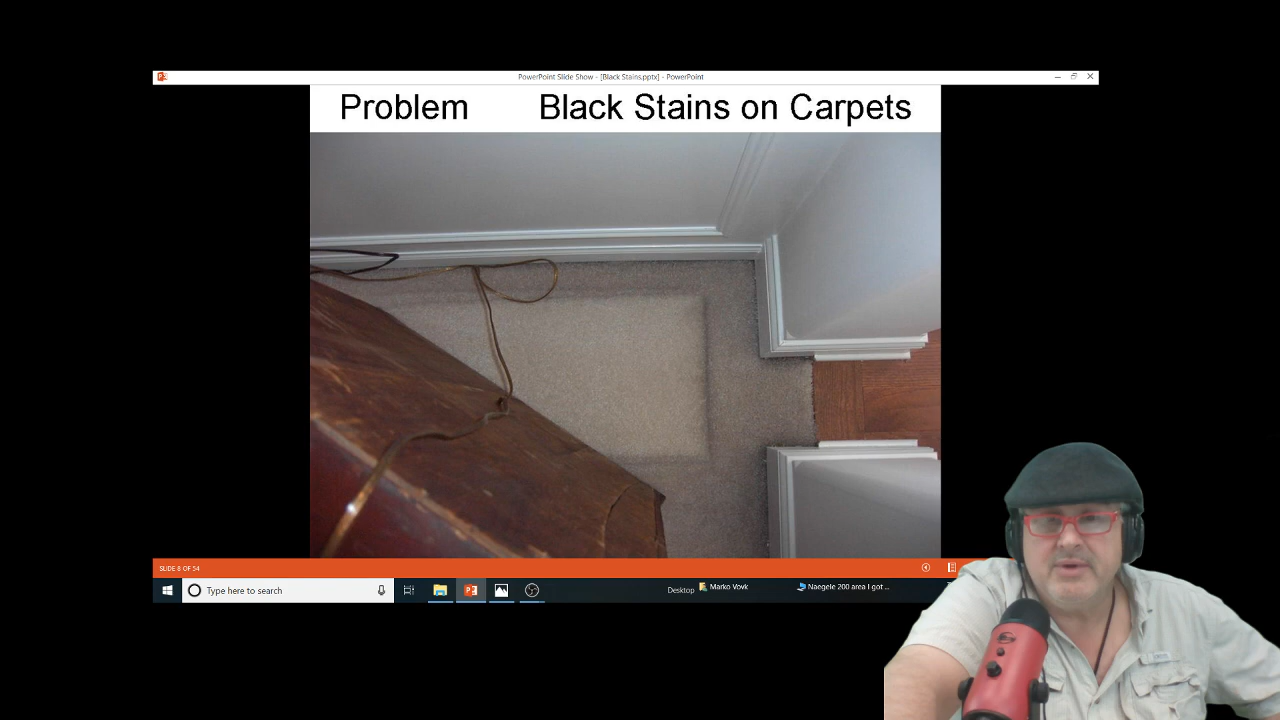 PowerPoint Slide Show - [Black Stains.pptx] - PowerPoint
Problem Black Stains on Carpets
SLIDE 8 OF 54
Type here to search
Desktop
Marko Vovk
Naegele 200 area I got ...